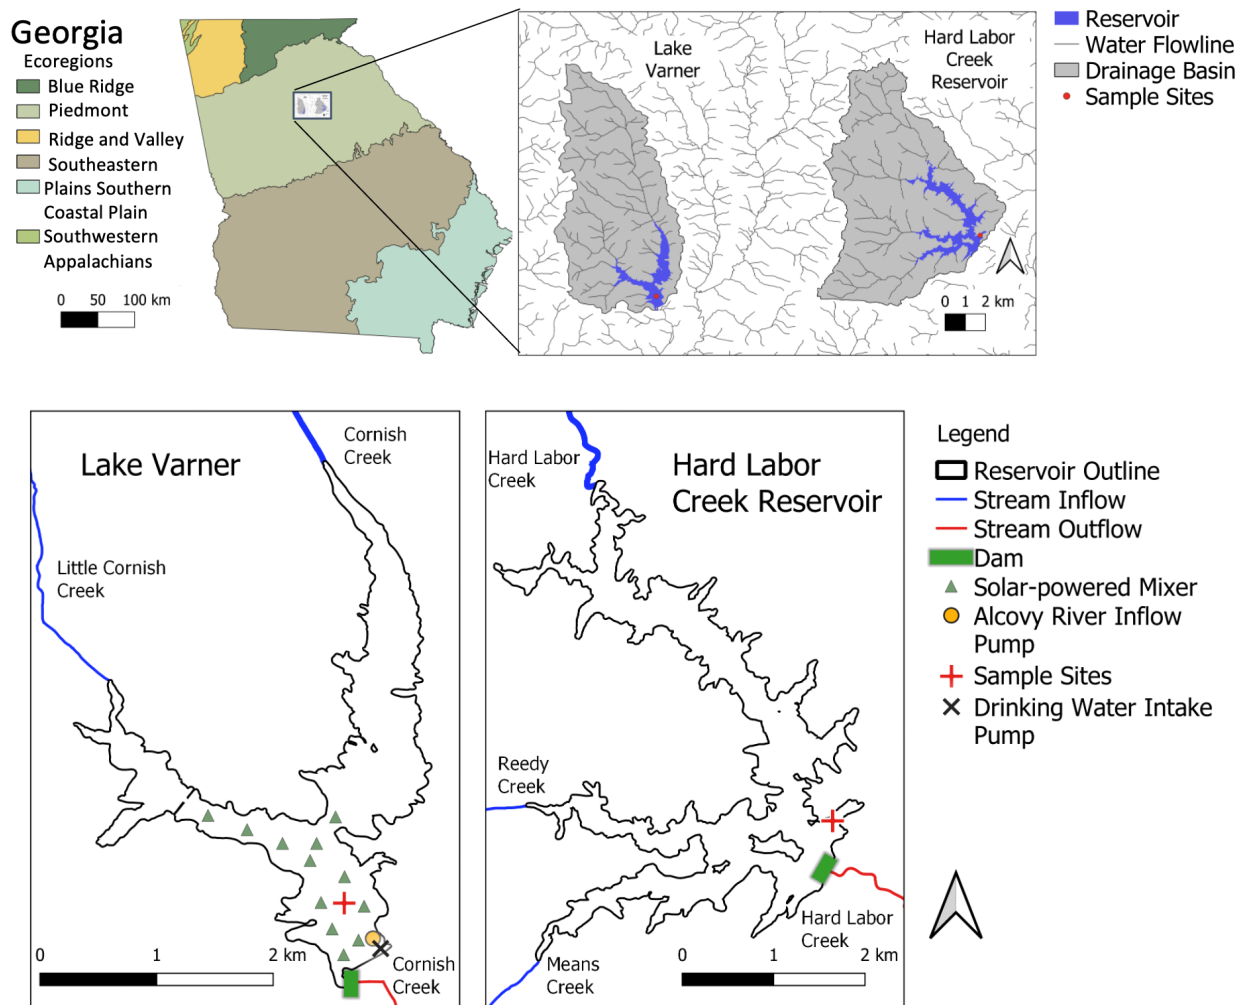 Georgia
Ecoregions
Blue Ridge
Piedmont
Ridge and Valley
Southeastern
Plains Southern
Coastal Plain
Southwestern
Appalachians
0 50 100 km
Lake
Varner
Hard Labor
Creek
Reservoir
0 1 2 km
Reservoir
Water Flowline
Drainage Basin
Sample Sites
Lake Varner
Cornish
Creek
Little Cornish
Creek
Cornish
Creek
0 1 2 km
Hard Labor
Creek
Hard Labor
Creek Reservoir
Reedy
Creek
Hard Labor
Creek
Means
Creek
0 1 2 km
Legend
Reservoir Outline
Stream Inflow
Stream Outflow
Dam
Solar-powered Mixer
Alcovy River Inflow
Pump
Sample Sites
Drinking Water Intake
Pump